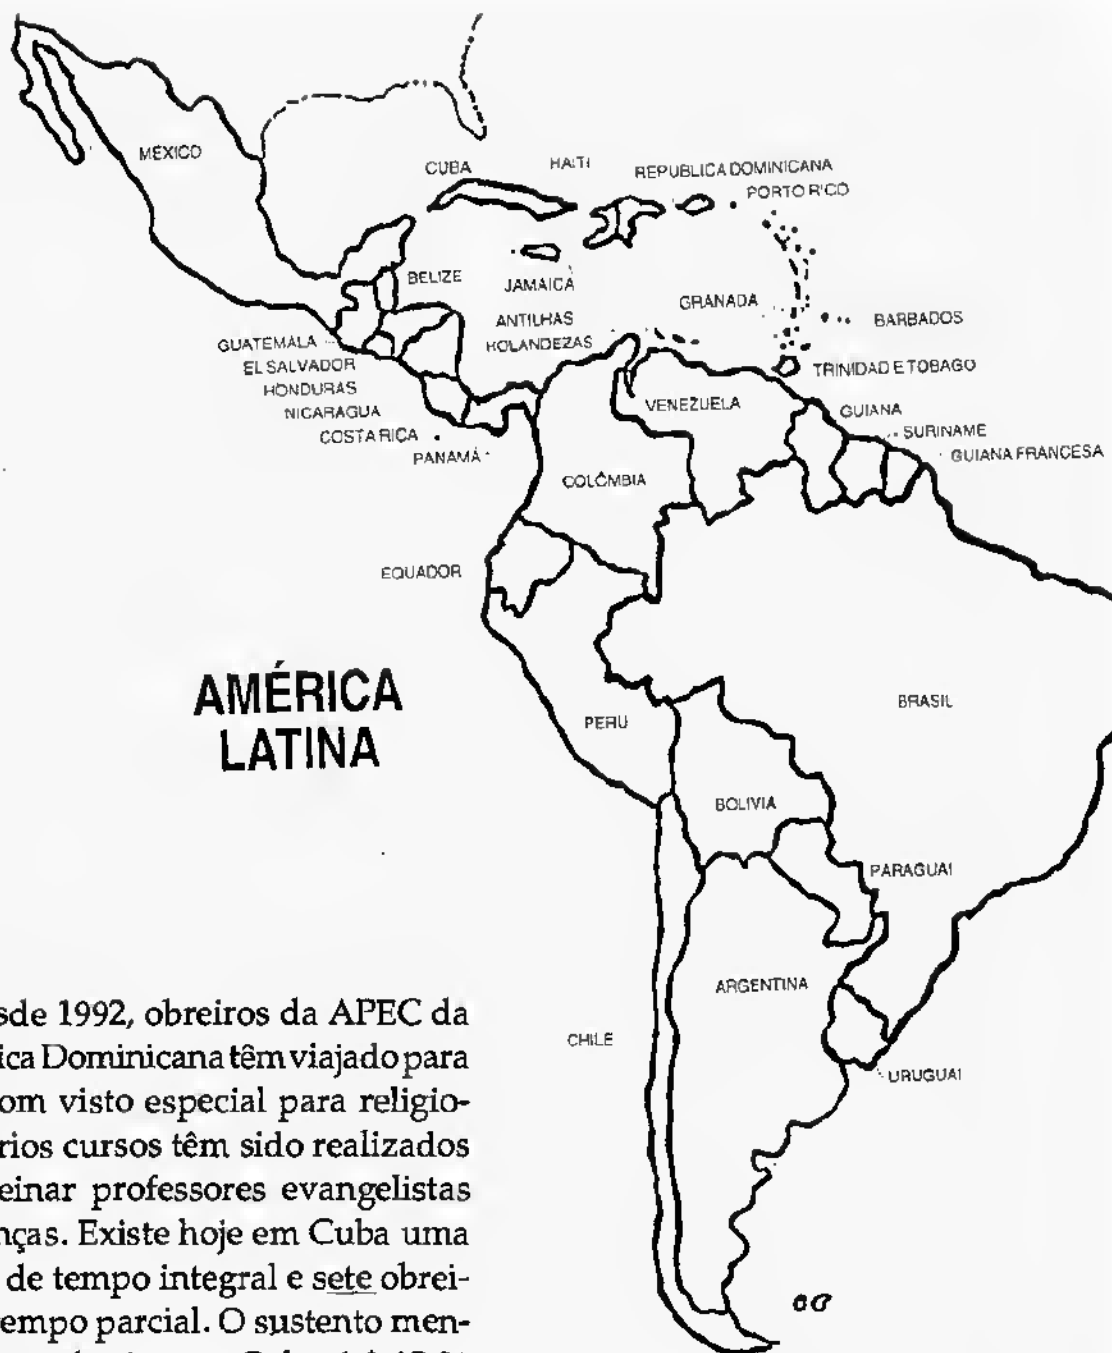 MÉXICO
CUBA
HAITI
REPUBLICA DOMINICANA
PORTO RICO
BELIZE
JAMAICA
GRANADA
ANTILHAS
HOLANDEZAS
BARBADOS
GUATEMALA
EL SALVADOR
HONDURAS
NICARAGUA
COSTA RICA
PANAMÁ
TRINIDAD E TOBAGO
VENEZUELA
GUIANA
SURINAME
GUIANA FRANCESA
COLÔMBIA
EQUADOR
AMÉRICA
LATINA
PERU
BRASIL
BOLIVIA
PARAGUAI
ARGENTINA
CHILE
URUGUAI
sde 1992, obreiros da APEC da
ica Dominicana têm viajado para
om visto especial para religio-
rios cursos têm sido realizados
einar professores evangelistas
nças. Existe hoje em Cuba uma
de tempo integral e sete obrei-
empo parcial. O sustento men-